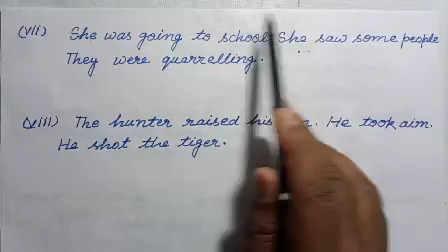 (vii) She was going to school. She saw some people
They were quarrelling.
(viii) The hunter raised his. He took aim.
He shot the tiger.